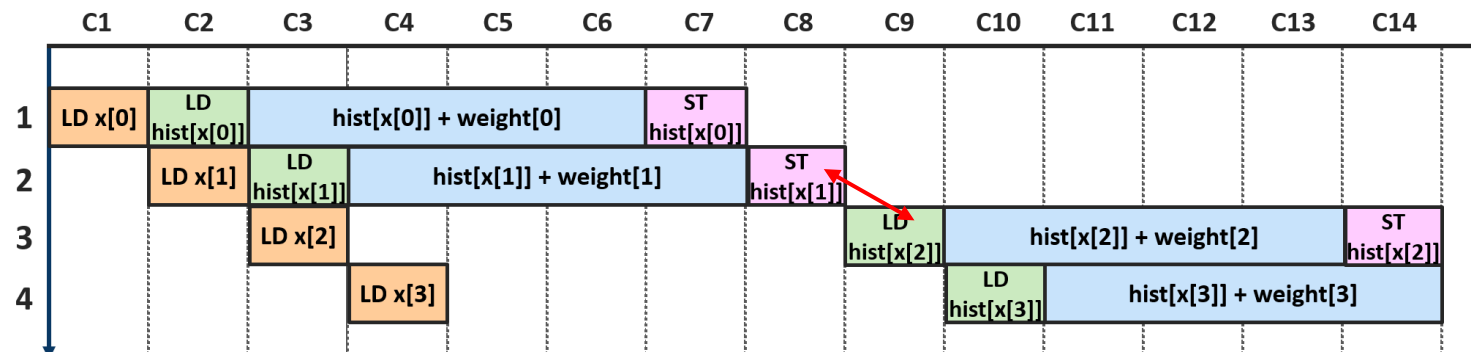 C1 C2 C3 C4 C5 C6 C7 C8 C9 C10 C11 C12 C13 C14
1
LD x[0]
LD
hist[x[0]]
hist[x[0]] + weight[0]
ST
hist[x[0]]
2
LD x[1]
LD
hist[x[1]]
hist[x[1]] + weight[1]
ST
hist[x[1]]
3
LD x[2]
LD
hist[x[2]]
hist[x[2]] + weight[2]
ST
hist[x[2]]
4
LD x[3]
LD
hist[x[3]]
hist[x[3]] + weight[3]